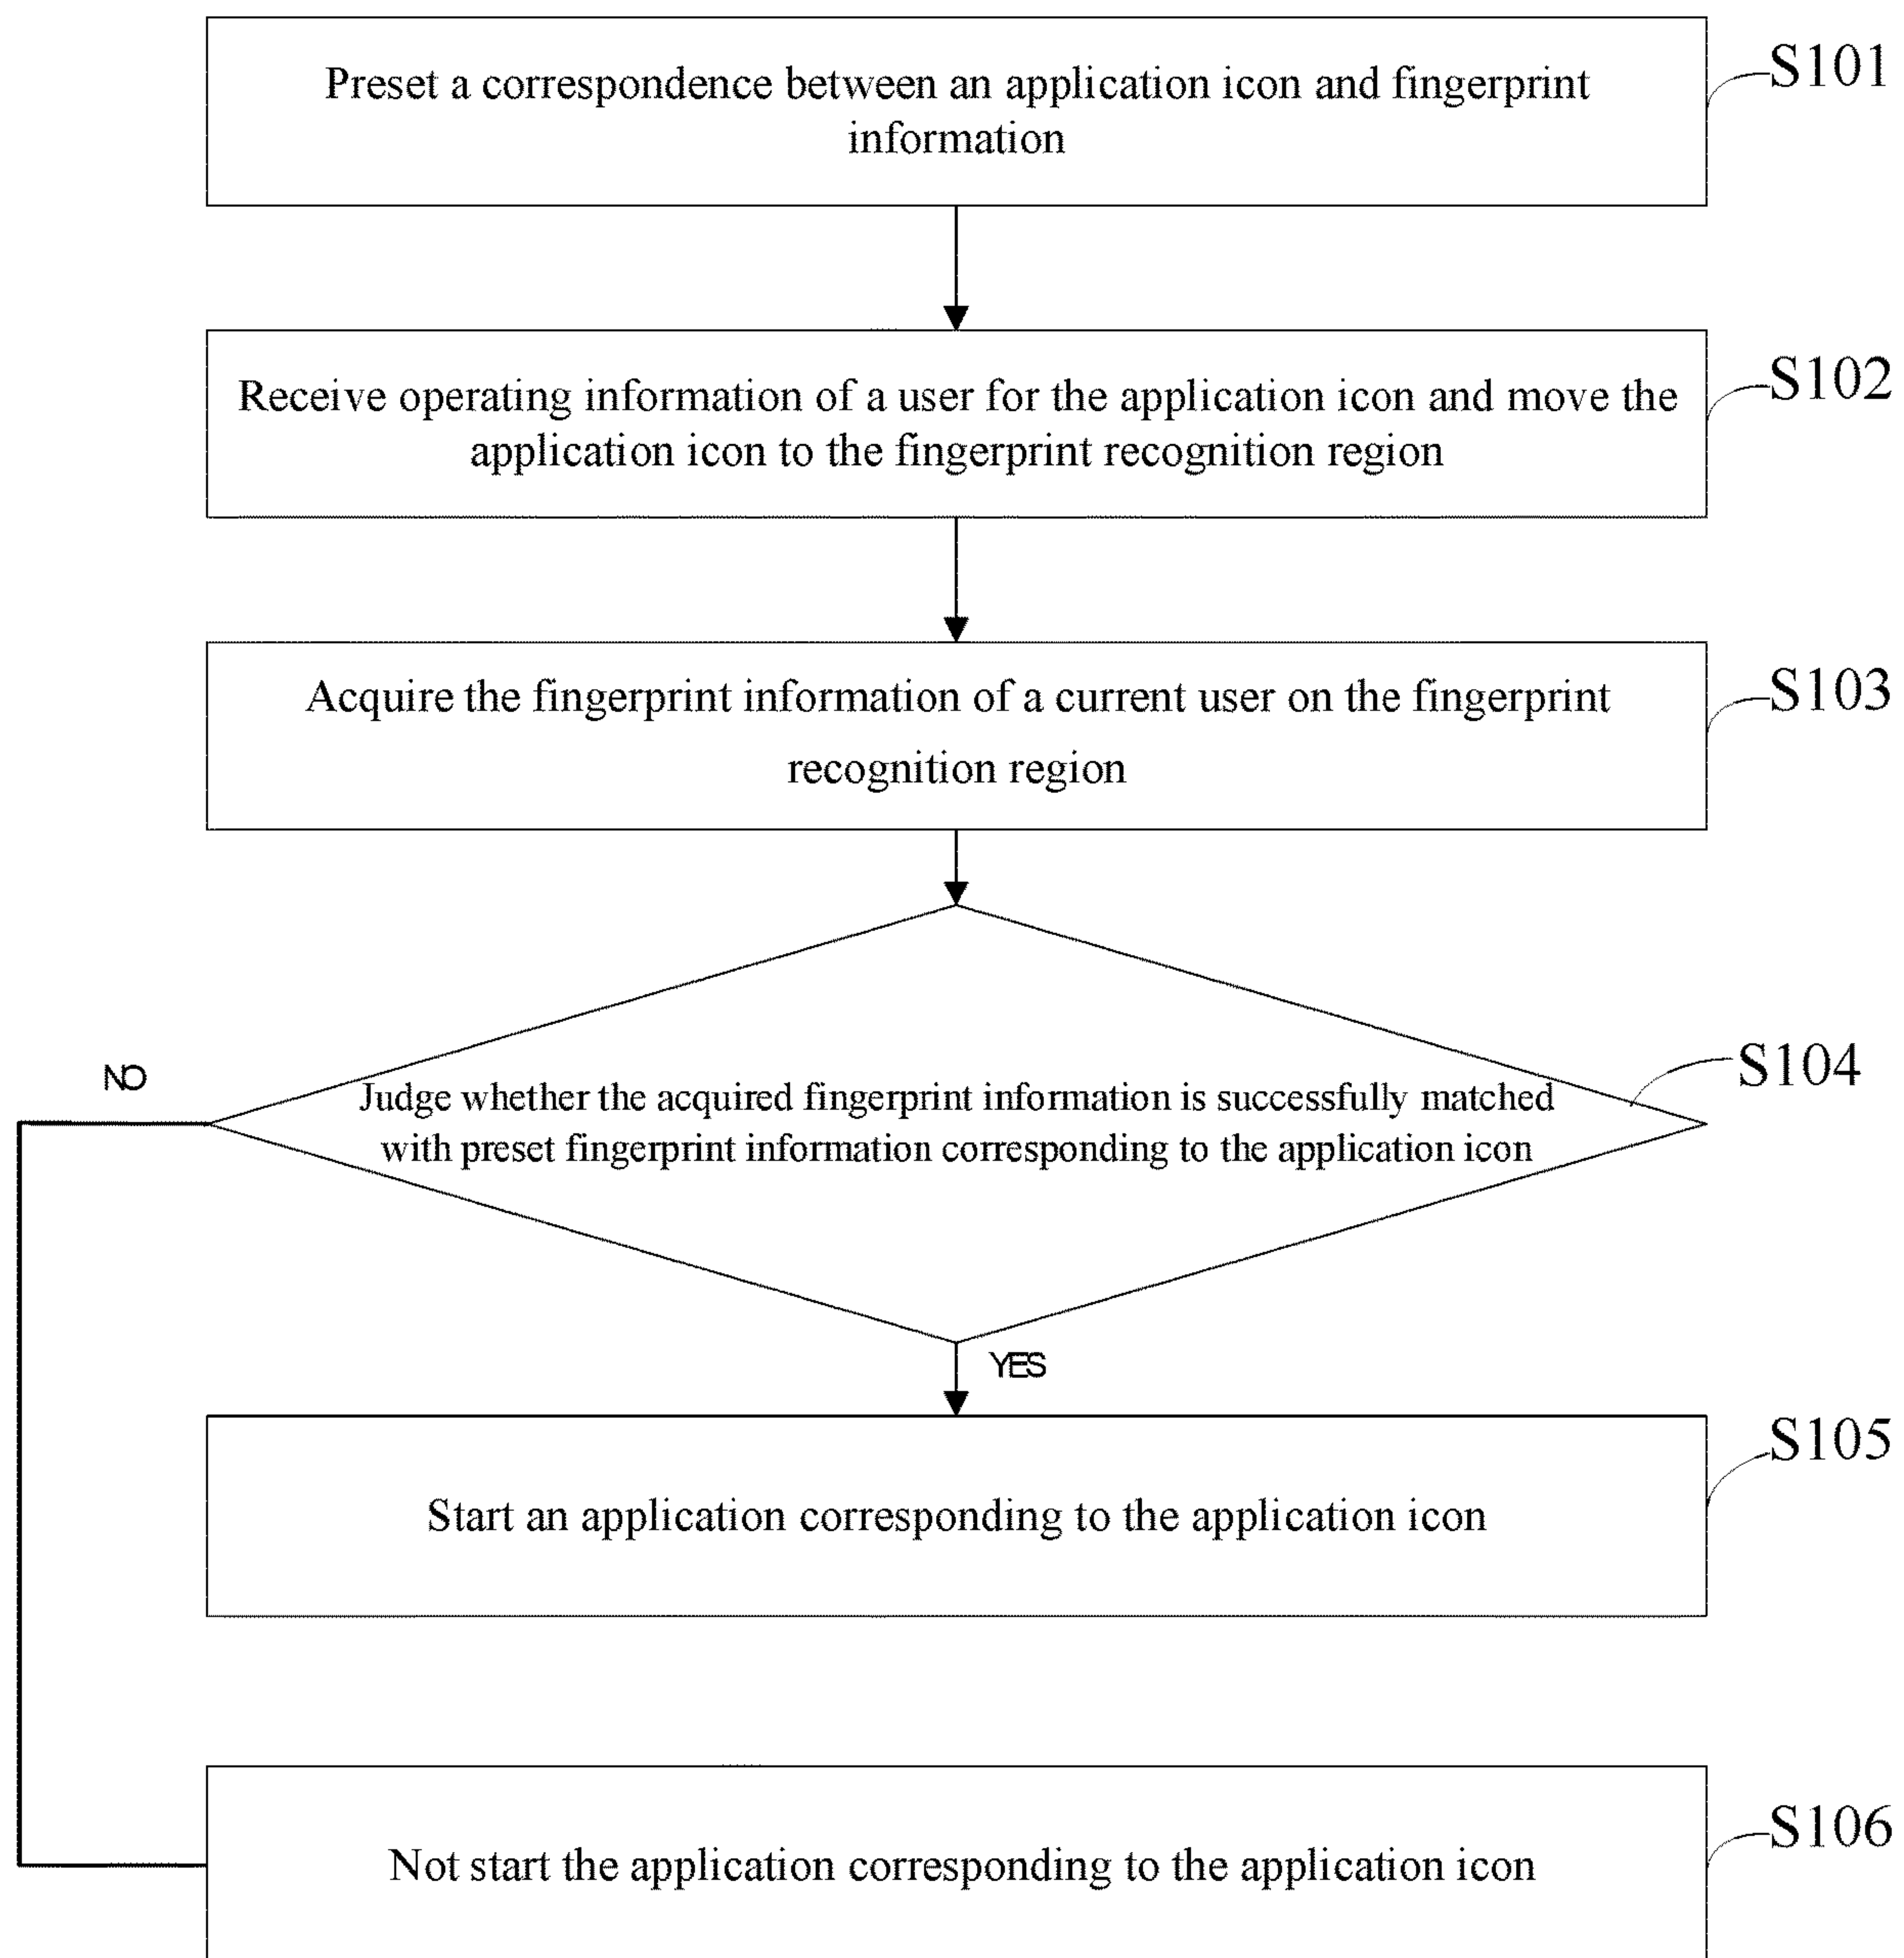 Preset a correspondence between an application icon and fingerprint
information
S101
Receive operating information of a user for the application icon and move the
application icon to the fingerprint recognition region
S102
Acquire the fingerprint information of a current user on the fingerprint
recognition region
S103
NO
Judge whether the acquired fingerprint information is successfully matched
with preset fingerprint information corresponding to the application icon
S104
YES
Start an application corresponding to the application icon
S105
Not start the application corresponding to the application icon
S106